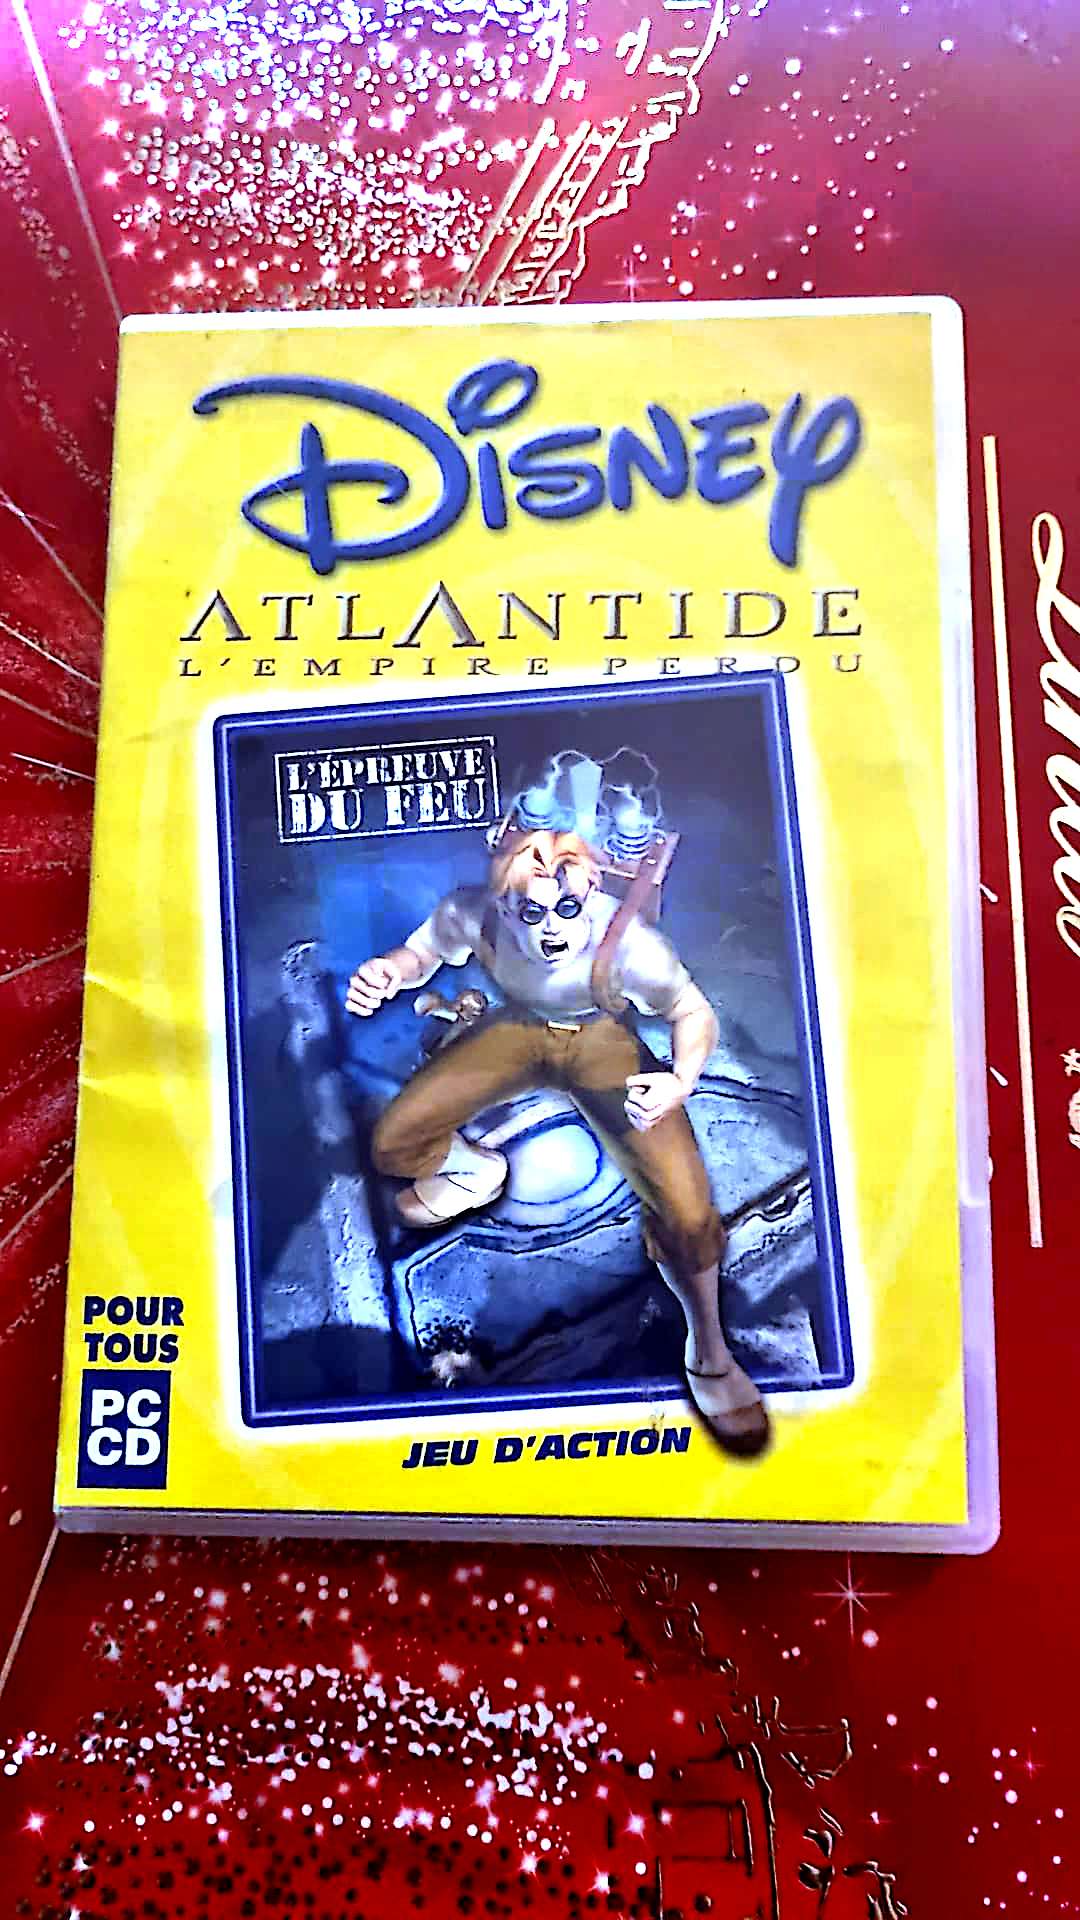 Disney
ATLANTIDE
L'EMPIRE PERDU
L'ÉPREUVE
DU FEU
POUR
TOUS
PC
CD
JEU D'ACTION